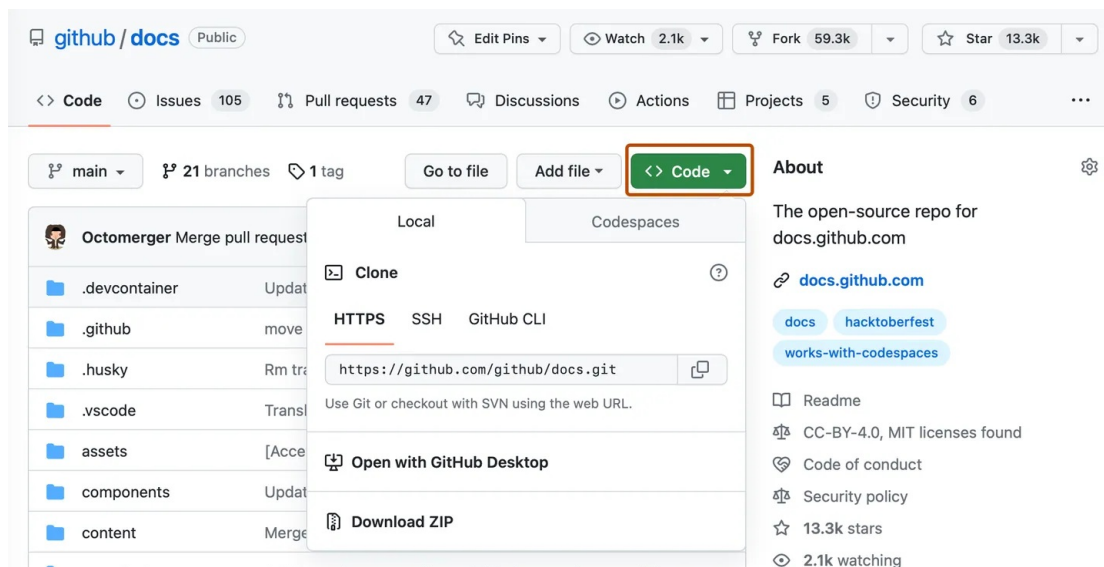 github / docs Public
Edit Pins Watch 2.1k Fork 59.3k Star 13.3k
Code Issues 105 Pull requests 47 Discussions Actions Projects 5 Security 6
main 21 branches 1 tag Go to file Add file Code
Local Codespaces
Octomerger Merge pull request
Clone
HTTPS SSH GitHub CLI
https://github.com/github/docs.git
Use Git or checkout with SVN using the web URL.
Open with GitHub Desktop
Download ZIP
.devcontainer Updat
.github move
.husky Rm tra
.vscode Transl
assets [Acce
components Updat
content Merge
About
The open-source repo for
docs.github.com
docs.github.com
docs hacktoberfest
works-with-codespaces
Readme
CC-BY-4.0, MIT licenses found
Code of conduct
Security policy
13.3k stars
2.1k watching